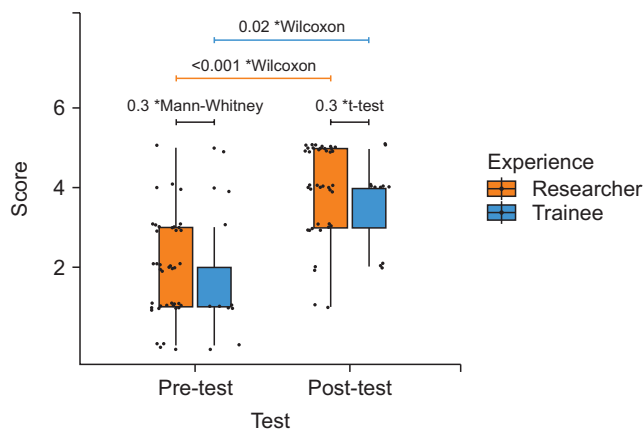 0.02 *Wilcoxon
<0.001 *Wilcoxon
0.3 *Mann-Whitney
0.3 *t-test
6
4
2
Score
Pre-test
Post-test
Test
Experience
Researcher
Trainee